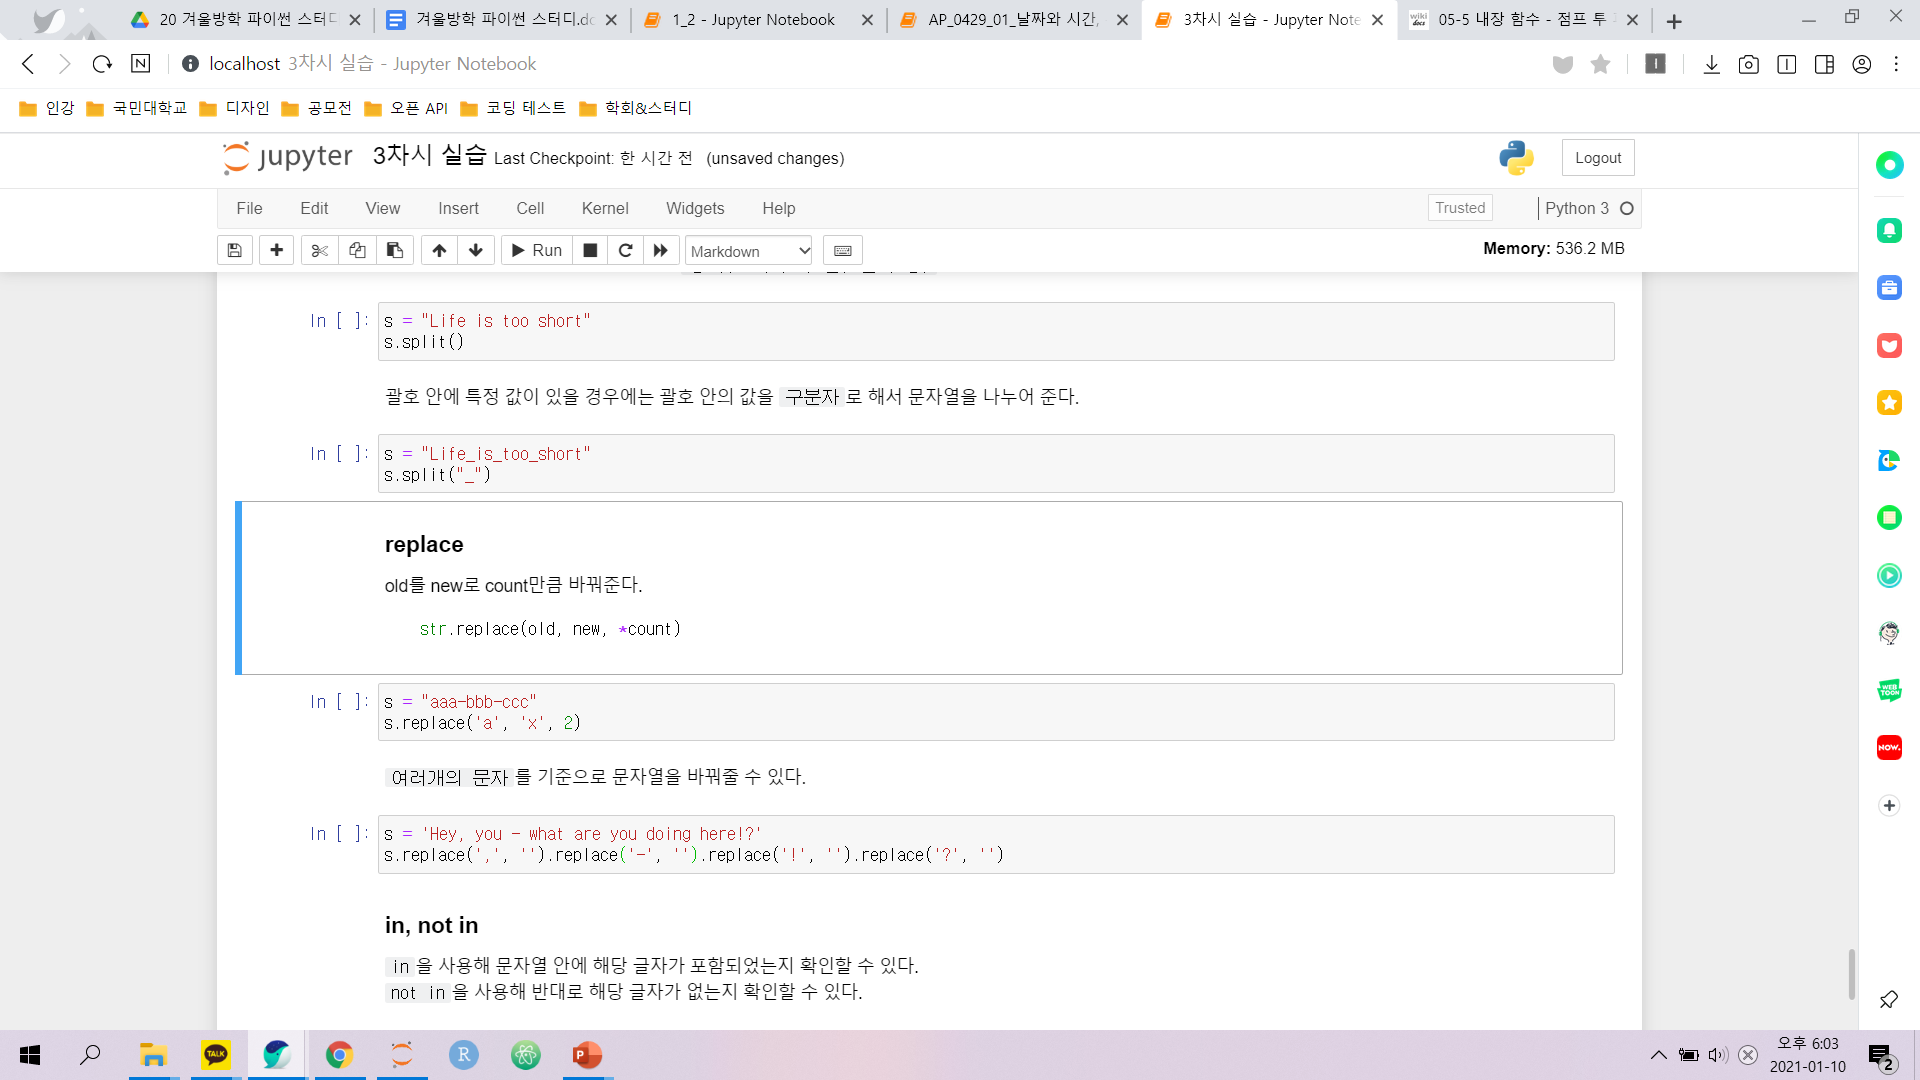 20 겨울방학 파이썬 스터디
겨울방학 파이썬 스터디.dc
1_2 - Jupyter Notebook
AP_0429_01_날짜와 시간,
3차시 실습 - Jupyter Note
05-5 내장 함수 - 점프 투
localhost 3차시 실습 - Jupyter Notebook
인강 국민대학교 디자인 공모전 오픈 API 코딩 테스트 학회&스터디
jupyter 3차시 실습 Last Checkpoint: 한 시간 전 (unsaved changes)
Logout
File Edit View Insert Cell Kernel Widgets Help
Trusted
Python 3
Run
Markdown
Memory: 536.2 MB
In [ ]: s = "Life is too short"
s.split()
괄호 안에 특정 값이 있을 경우에는 괄호 안의 값을 구분자로 해서 문자열을 나누어 준다.
In [ ]: s = "Life_is_too_short"
s.split("_")
replace
old를 new로 count만큼 바꿔준다.
str.replace(old, new, *count)
In [ ]: s = "aaa-bbb-ccc"
s.replace('a', 'x', 2)
여러개의 문자를 기준으로 문자열을 바꿔줄 수 있다.
In [ ]: s = 'Hey, you - what are you doing here!?'
s.replace(',', '').replace('-', '').replace('!', '').replace('?', '')
in, not in
in을 사용해 문자열 안에 해당 글자가 포함되었는지 확인할 수 있다.
not in을 사용해 반대로 해당 글자가 없는지 확인할 수 있다.
WEB
TOON
NOW.
TALK
오후 6:03
2021-01-10
2